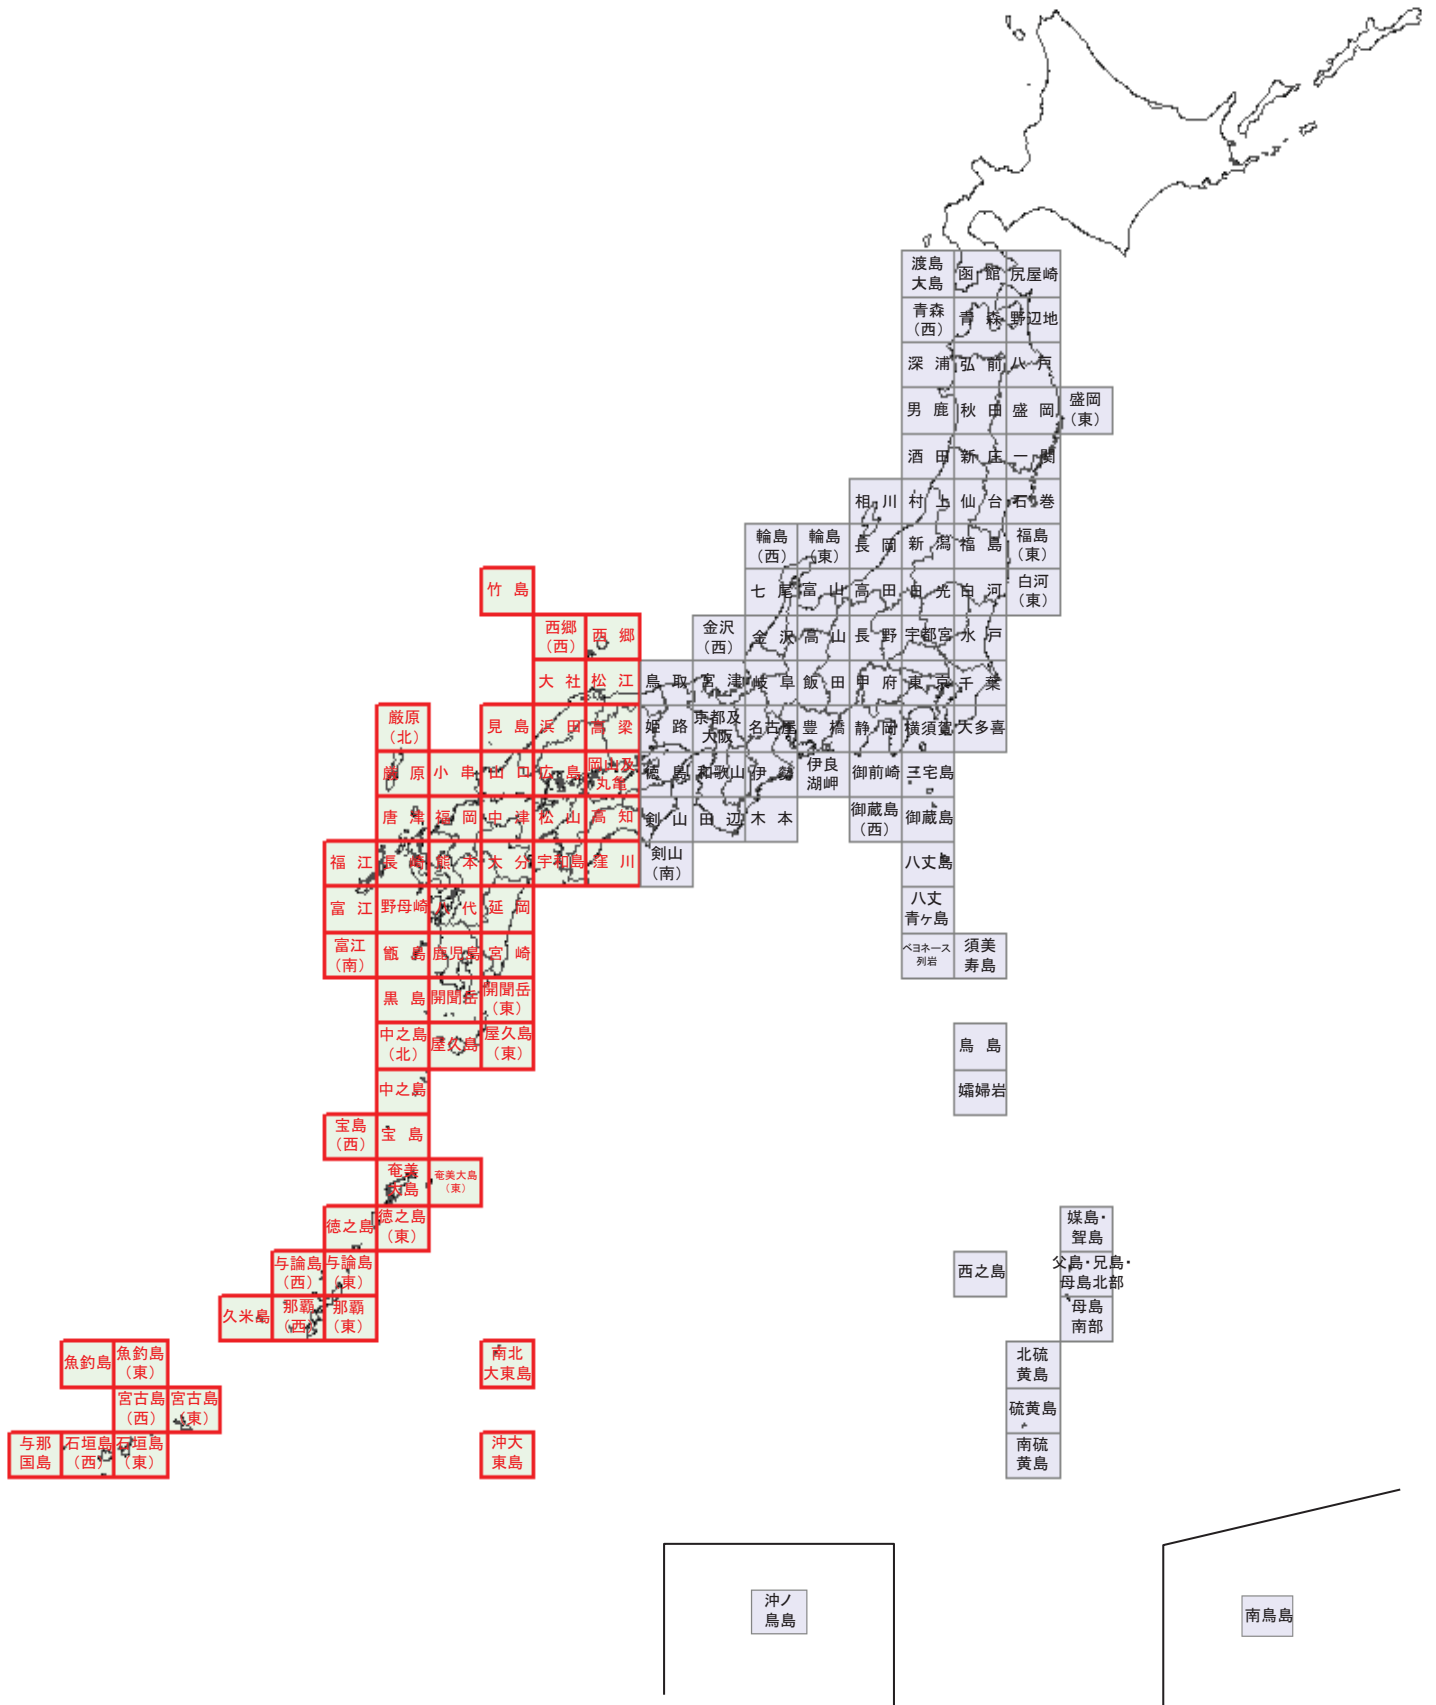 渡島
大島
函館
尻屋崎
青森
（西）
青森
野辺地
深浦
弘前
八戸
男鹿
秋田
盛岡
盛岡
（東）
酒田
新庄
一関
相川
村上
仙台
石巻
輪島
（西）
輪島
（東）
長岡
新潟
福島
福島
（東）
竹島
七尾
富山
高田
日光
白河
白河
（東）
西郷
（西）
西郷
金沢
（西）
金沢
高山
長野
宇都宮
水戸
大社
松江
鳥取
宮津
岐阜
飯田
甲府
東京
千葉
厳原
（北）
見島
浜田
高梁
姫路
京都及
大阪
名古屋
豊橋
静岡
横須賀
大多喜
厳原
小串
山口
広島
岡山及
丸亀
徳島
和歌山
伊勢
伊良
湖岬
御前崎
三宅島
唐津
福岡
中津
松山
高知
剣山
田辺
木本
御蔵島
（西）
御蔵島
福江
長崎
熊本
大分
宇和島
窪川
剣山
（南）
八丈島
富江
野母崎
八代
延岡
八丈
青ヶ島
富江
（南）
甑島
鹿児島
宮崎
ベヨネース
列岩
須美
寿島
黒島
開聞岳
開聞岳
（東）
中之島
（北）
屋久島
屋久島
（東）
鳥島
中之島
孀婦岩
宝島
（西）
宝島
奄美
大島
奄美大島
（東）
徳之島
徳之島
（東）
媒島・
聟島
与論島
（西）
与論島
（東）
西之島
父島・兄島・
母島北部
久米島
那覇
（西）
那覇
（東）
母島
南部
魚釣島
魚釣島
（東）
南北
大東島
北硫
黄島
宮古島
（西）
宮古島
（東）
硫黄島
与那
国島
石垣島
（西）
石垣島
（東）
沖大
東島
南硫
黄島
沖ノ
鳥島
南鳥島